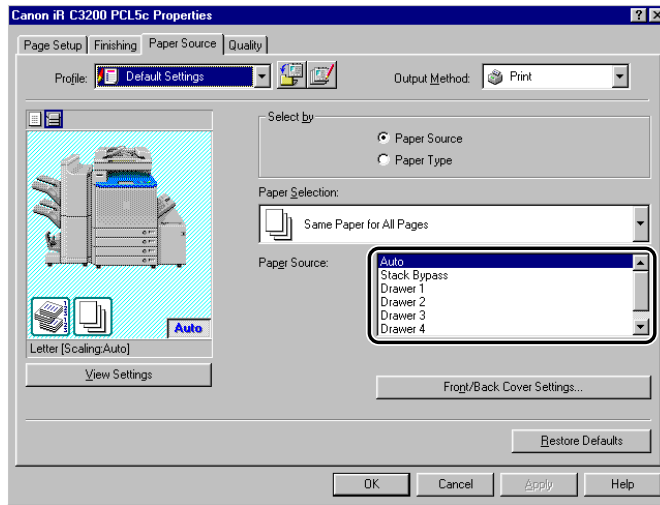 Canon iR C3200 PCL5c Properties
Page Setup Finishing Paper Source Quality
Profile: Default Settings Output Method: Print
Select by
Paper Source
Paper Type
Paper Selection:
Same Paper for All Pages
Paper Source: Auto
Stack Bypass
Drawer 1
Drawer 2
Drawer 3
Drawer 4
Auto
Letter [Scaling:Auto]
View Settings
Front/Back Cover Settings...
Restore Defaults
OK Cancel Apply Help